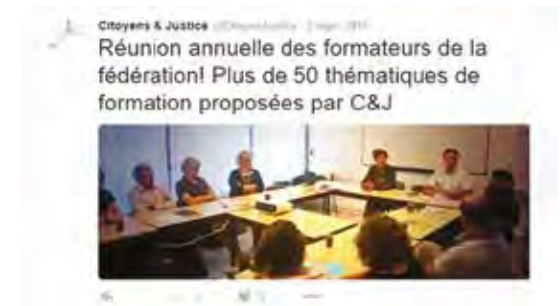 Citoyens & Justice
Réunion annuelle des formateurs de la
fédération! Plus de 50 thématiques de
formation proposées par C&J